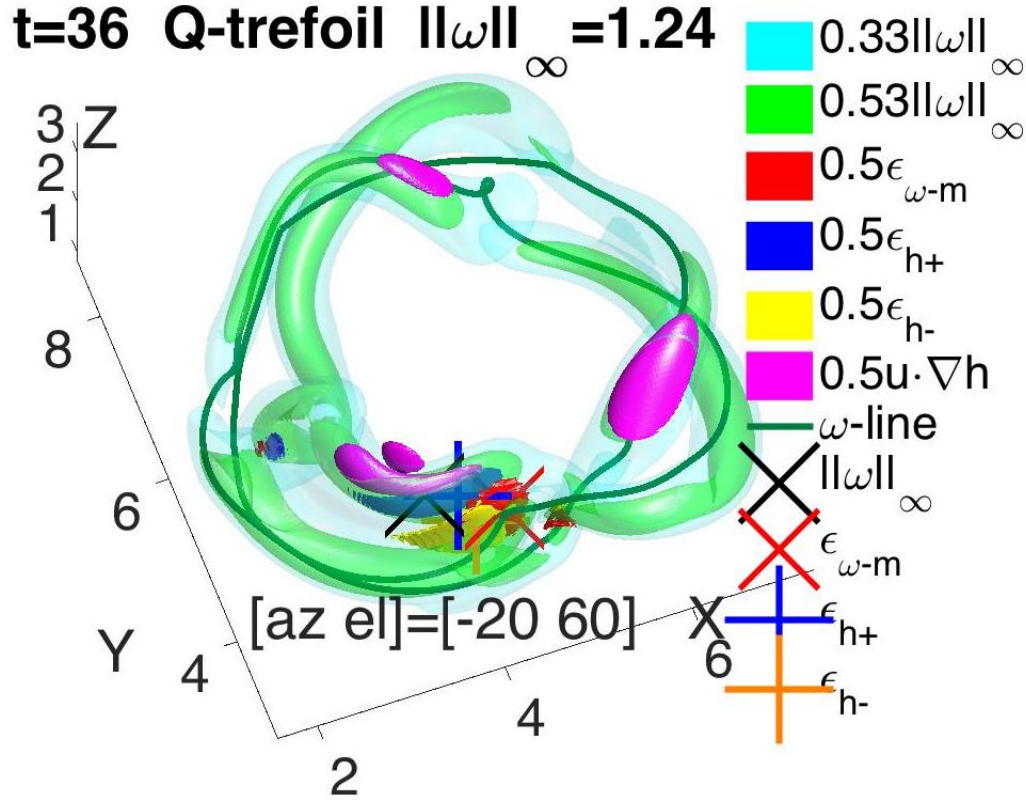 t=36 Q-trefoil ||ω||∞=1.24
0.33||ω||∞
0.53||ω||∞
0.5ϵω-m
0.5ϵh+
0.5ϵh-
0.5u·∇h
ω-line
||ω||∞
ϵω-m
ϵh+
ϵh-
3
Z
2
1
8
6
Y
4
[az el]=[-20 60]
X
6
4
2